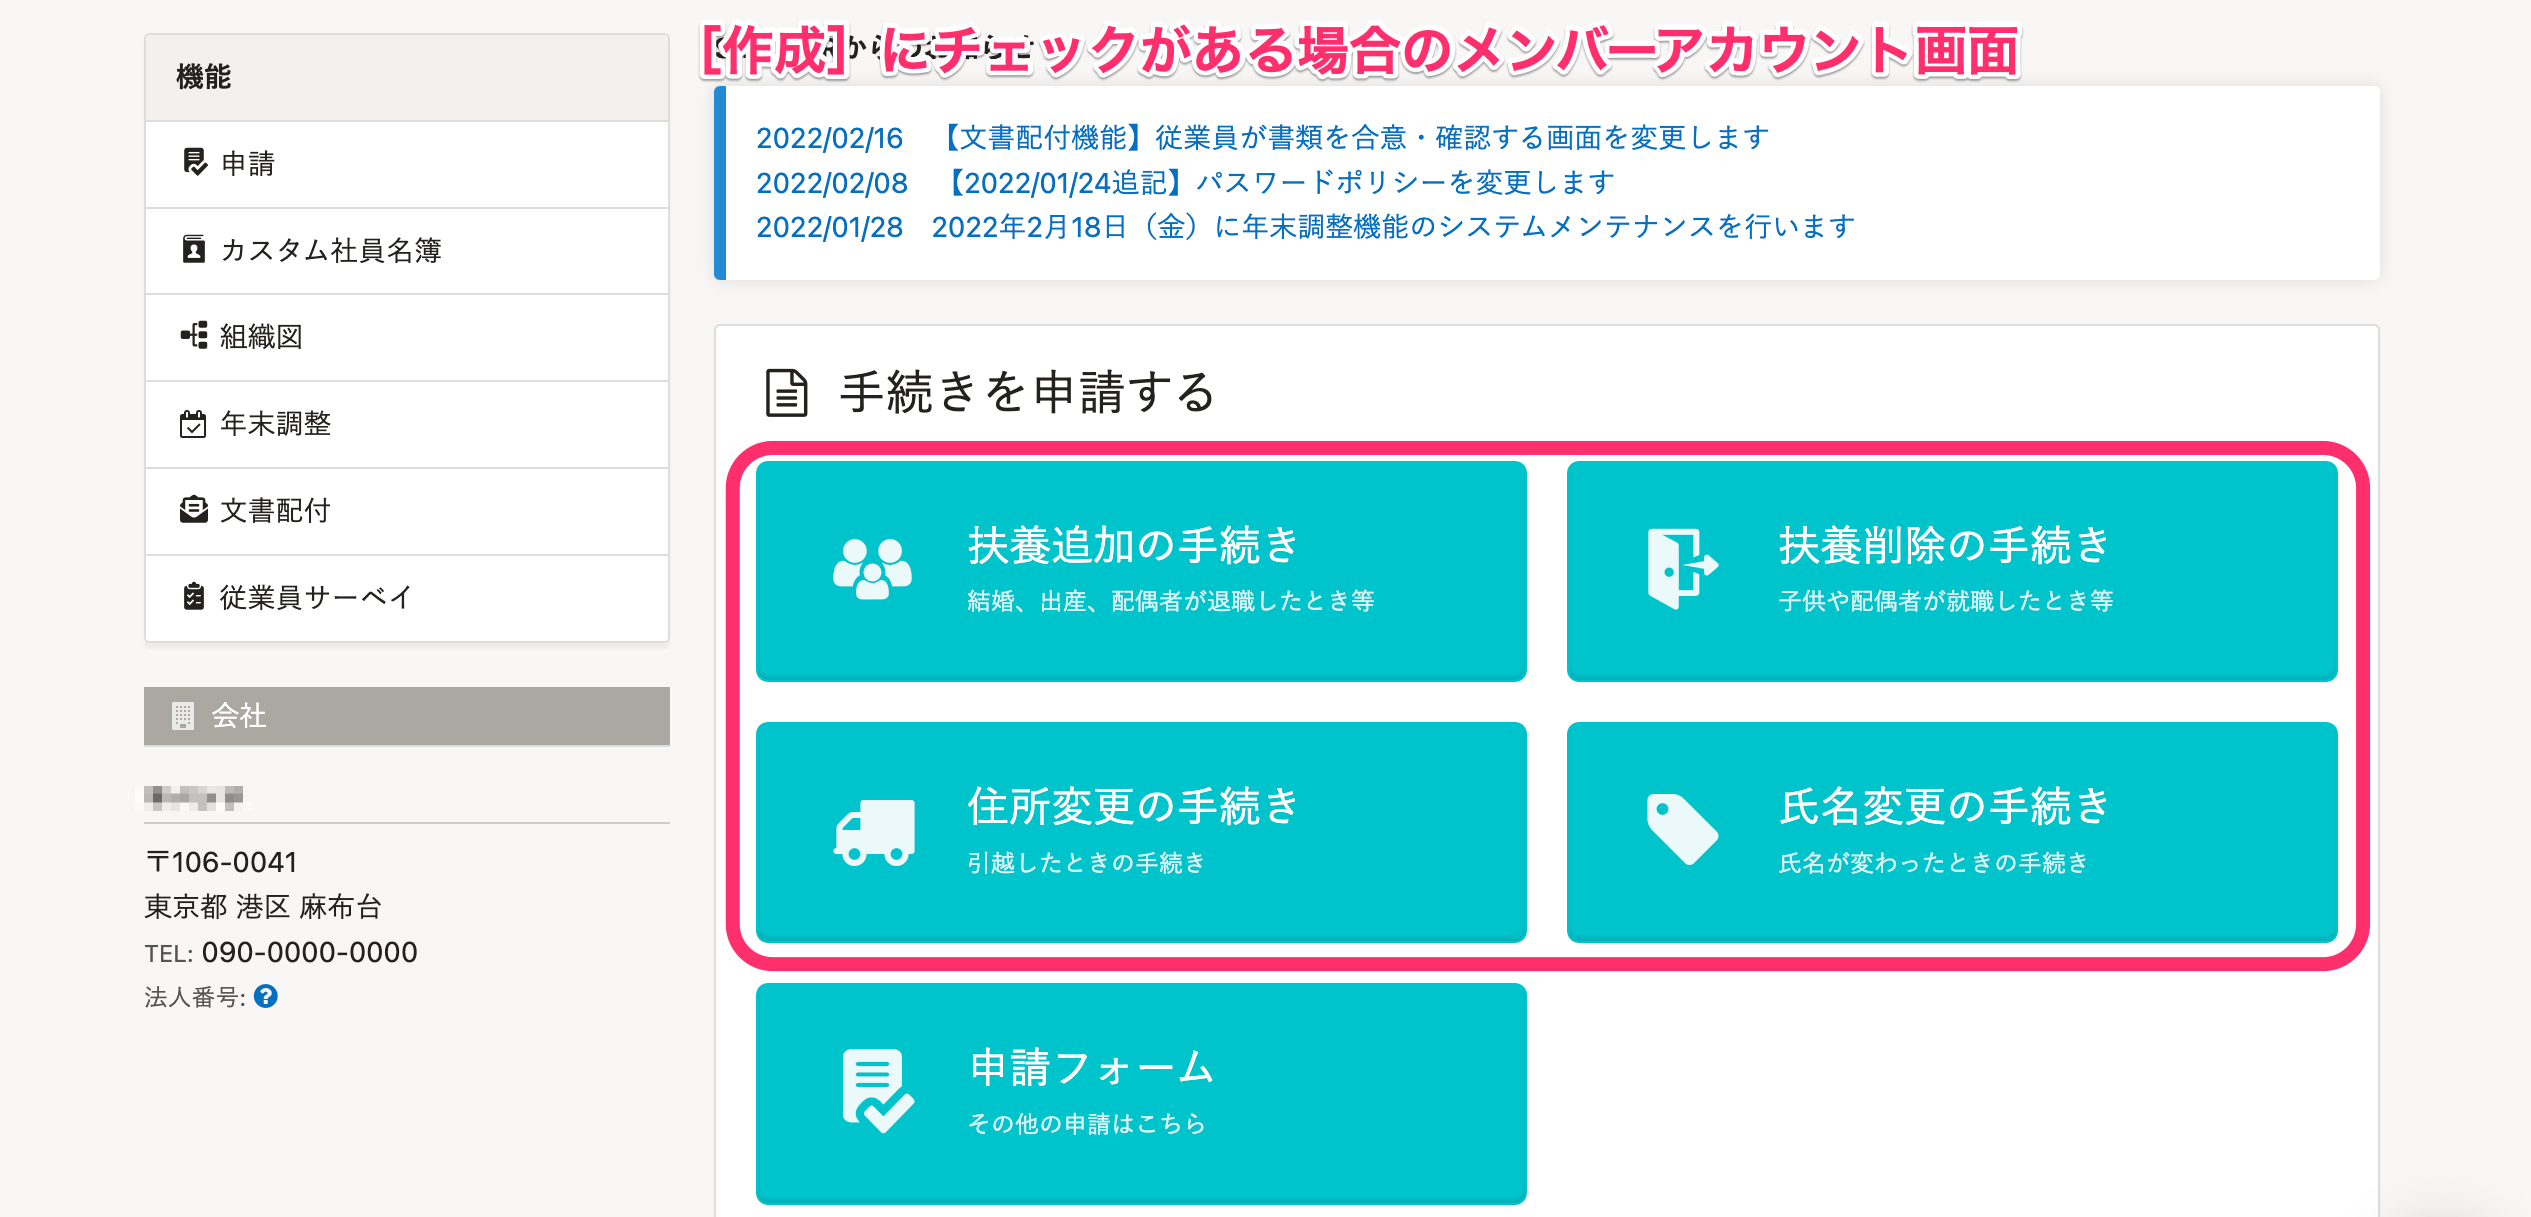 [作成] にチェックがある場合のメンバーアカウント画面
機能
申請
カスタム社員名簿
組織図
年末調整
文書配付
従業員サーベイ
会社
〒106-0041
東京都 港区 麻布台
TEL: 090-0000-0000
法人番号: ?
2022/02/16 【文書配付機能】従業員が書類を合意・確認する画面を変更します
2022/02/08 【2022/01/24追記】パスワードポリシーを変更します
2022/01/28 2022年2月18日（金）に年末調整機能のシステムメンテナンスを行います
手続きを申請する
扶養追加の手続き
結婚、出産、配偶者が退職したとき等
扶養削除の手続き
子供や配偶者が就職したとき等
住所変更の手続き
引越したときの手続き
氏名変更の手続き
氏名が変わったときの手続き
申請フォーム
その他の申請はこちら